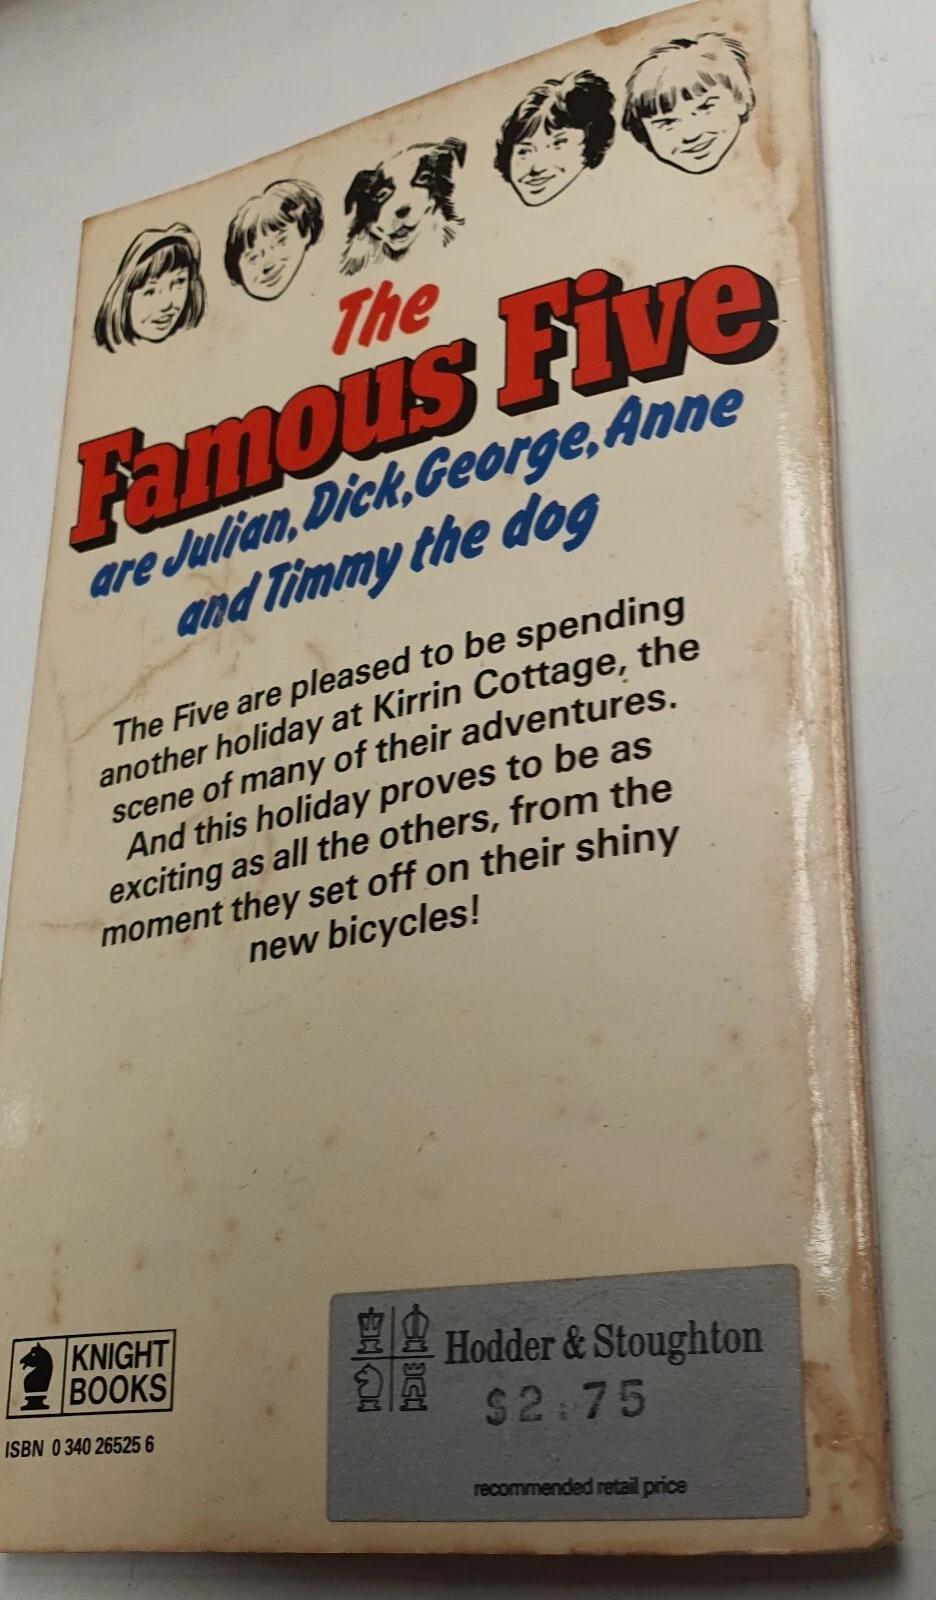 The
Famous Five
are Julian, Dick, George, Anne
and Timmy the dog
The Five are pleased to be spending
another holiday at Kirrin Cottage, the
scene of many of their adventures.
And this holiday proves to be as
exciting as all the others, from the
moment they set off on their shiny
new bicycles!
KNIGHT
BOOKS
ISBN 0 340 26525 6
Hodder & Stoughton
$2.75
recommended retail price